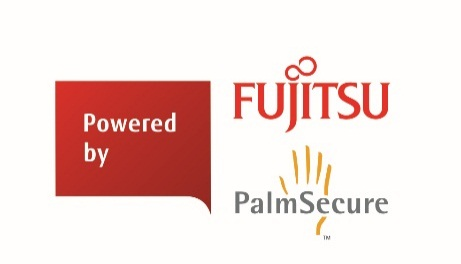 Powered
by
FUJITSU
PalmSecure
TM